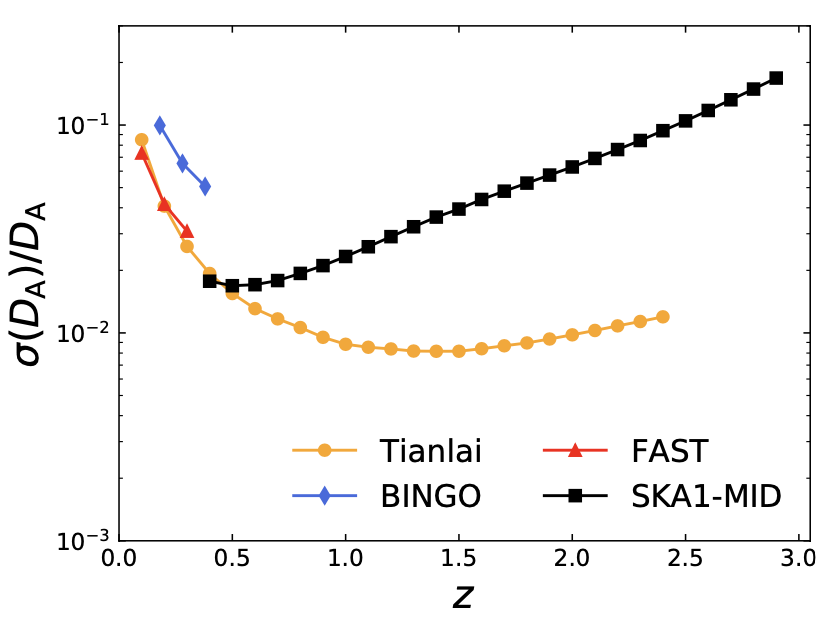 σ(D_A)/D_A
10⁻¹
10⁻²
10⁻³
Tianlai
FAST
BINGO
SKA1-MID
0.0 0.5 1.0 1.5 2.0 2.5 3.0
z